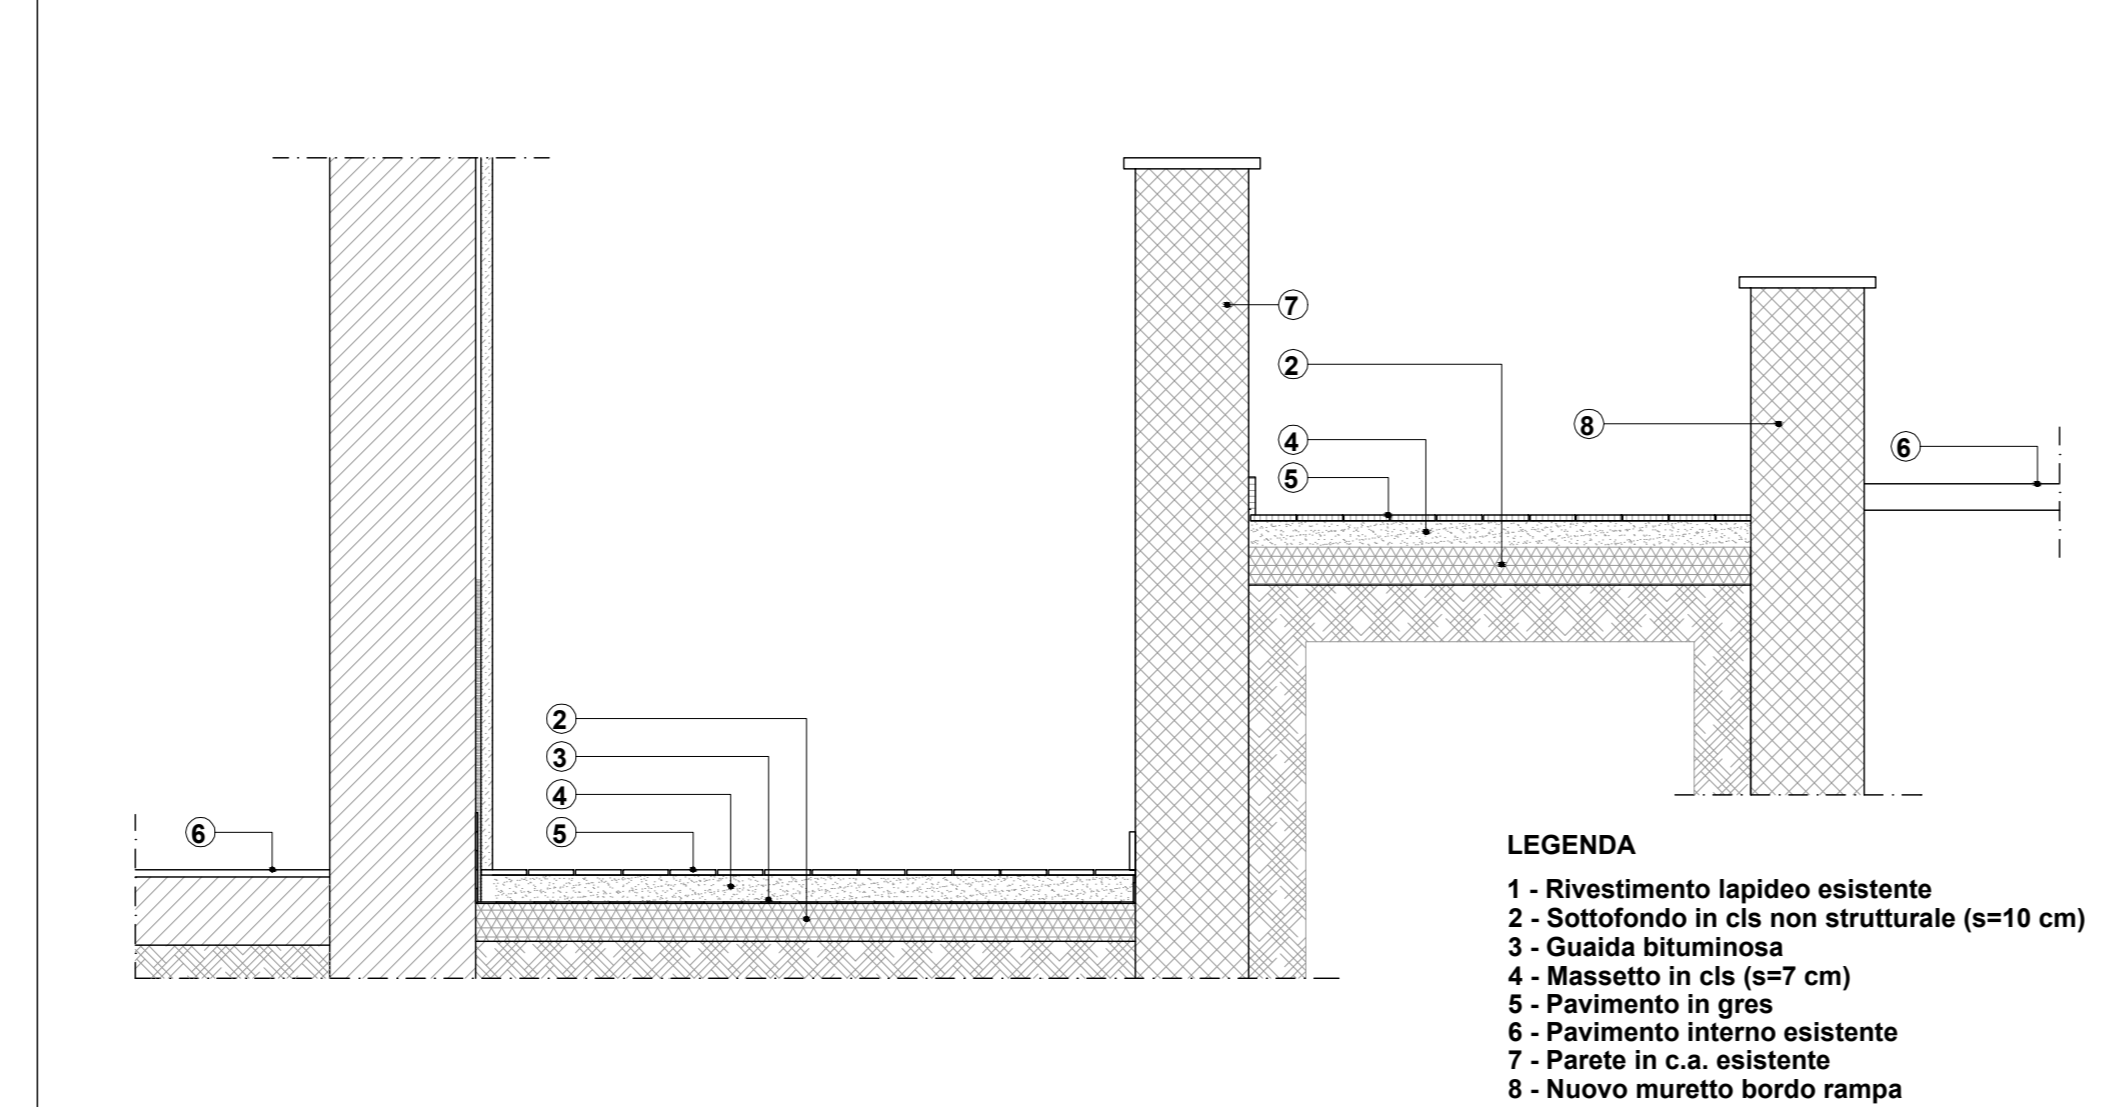 7
2
8
4
6
5
2
3
4
5
6
LEGENDA
1 - Rivestimento lapideo esistente
2 - Sottofondo in cls non strutturale (s=10 cm)
3 - Guaida bituminosa
4 - Massetto in cls (s=7 cm)
5 - Pavimento in gres
6 - Pavimento interno esistente
7 - Parete in c.a. esistente
8 - Nuovo muretto bordo rampa